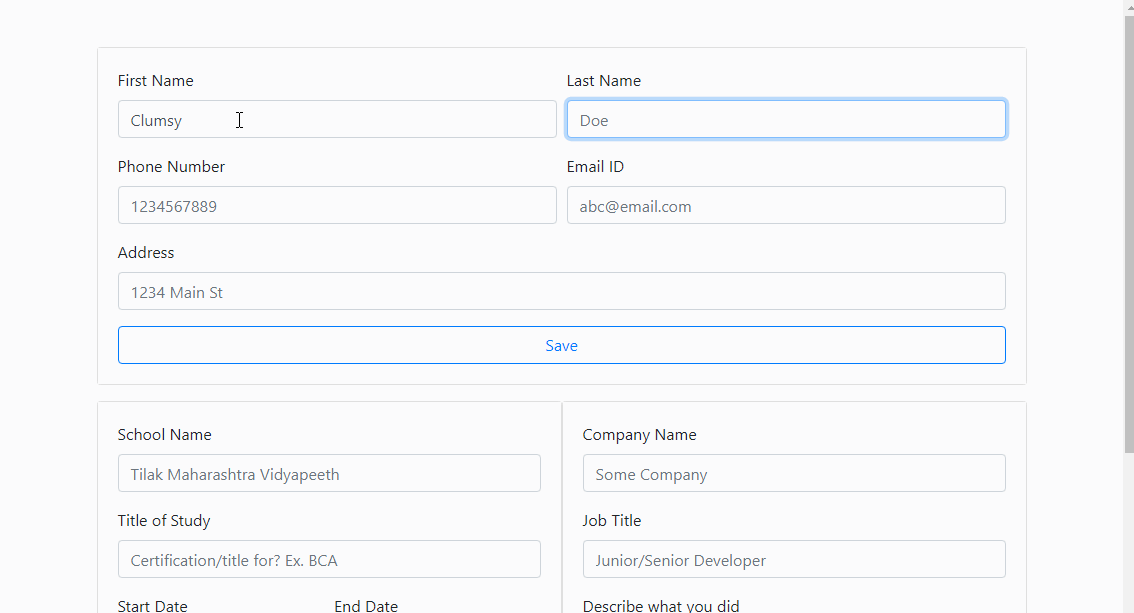 First Name Last Name
Clumsy Doe
Phone Number Email ID
1234567889 abc@email.com
Address
1234 Main St
Save
School Name Company Name
Tilak Maharashtra Vidyapeeth Some Company
Title of Study Job Title
Certification/title for? Ex. BCA Junior/Senior Developer
Start Date End Date Describe what you did